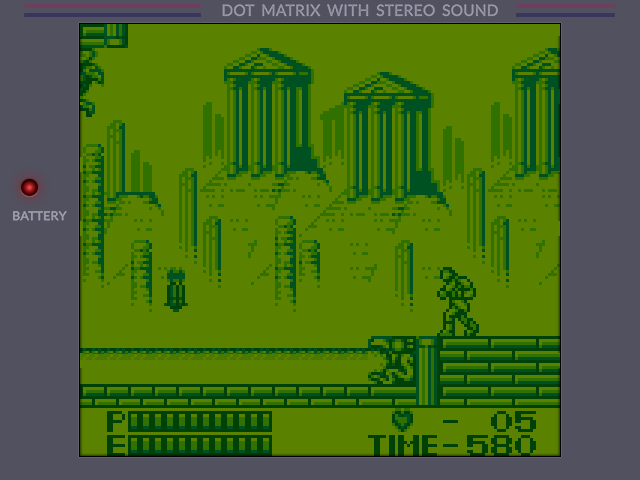 DOT MATRIX WITH STEREO SOUND
BATTERY
P
- 05
E
TIME-580